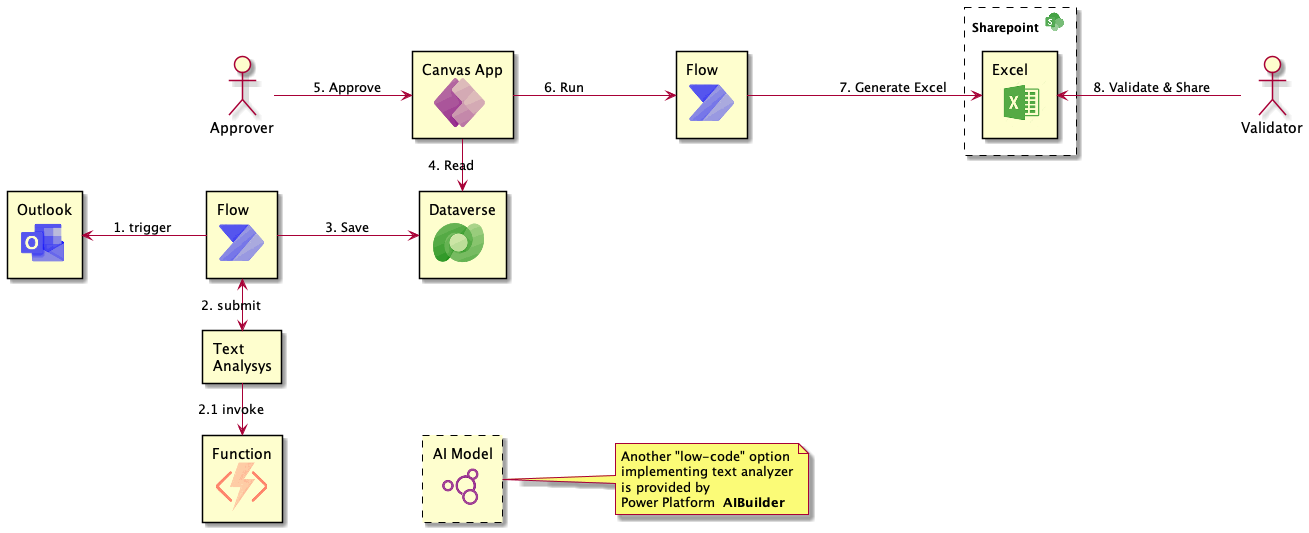 Sharepoint
Canvas App
Flow
Excel
5. Approve
6. Run
7. Generate Excel
8. Validate & Share
Approver
Validator
4. Read
Outlook
Flow
Dataverse
1. trigger
3. Save
2. submit
Text
Analysys
2.1 invoke
Function
AI Model
Another "low-code" option
implementing text analyzer
is provided by
Power Platform AIBuilder